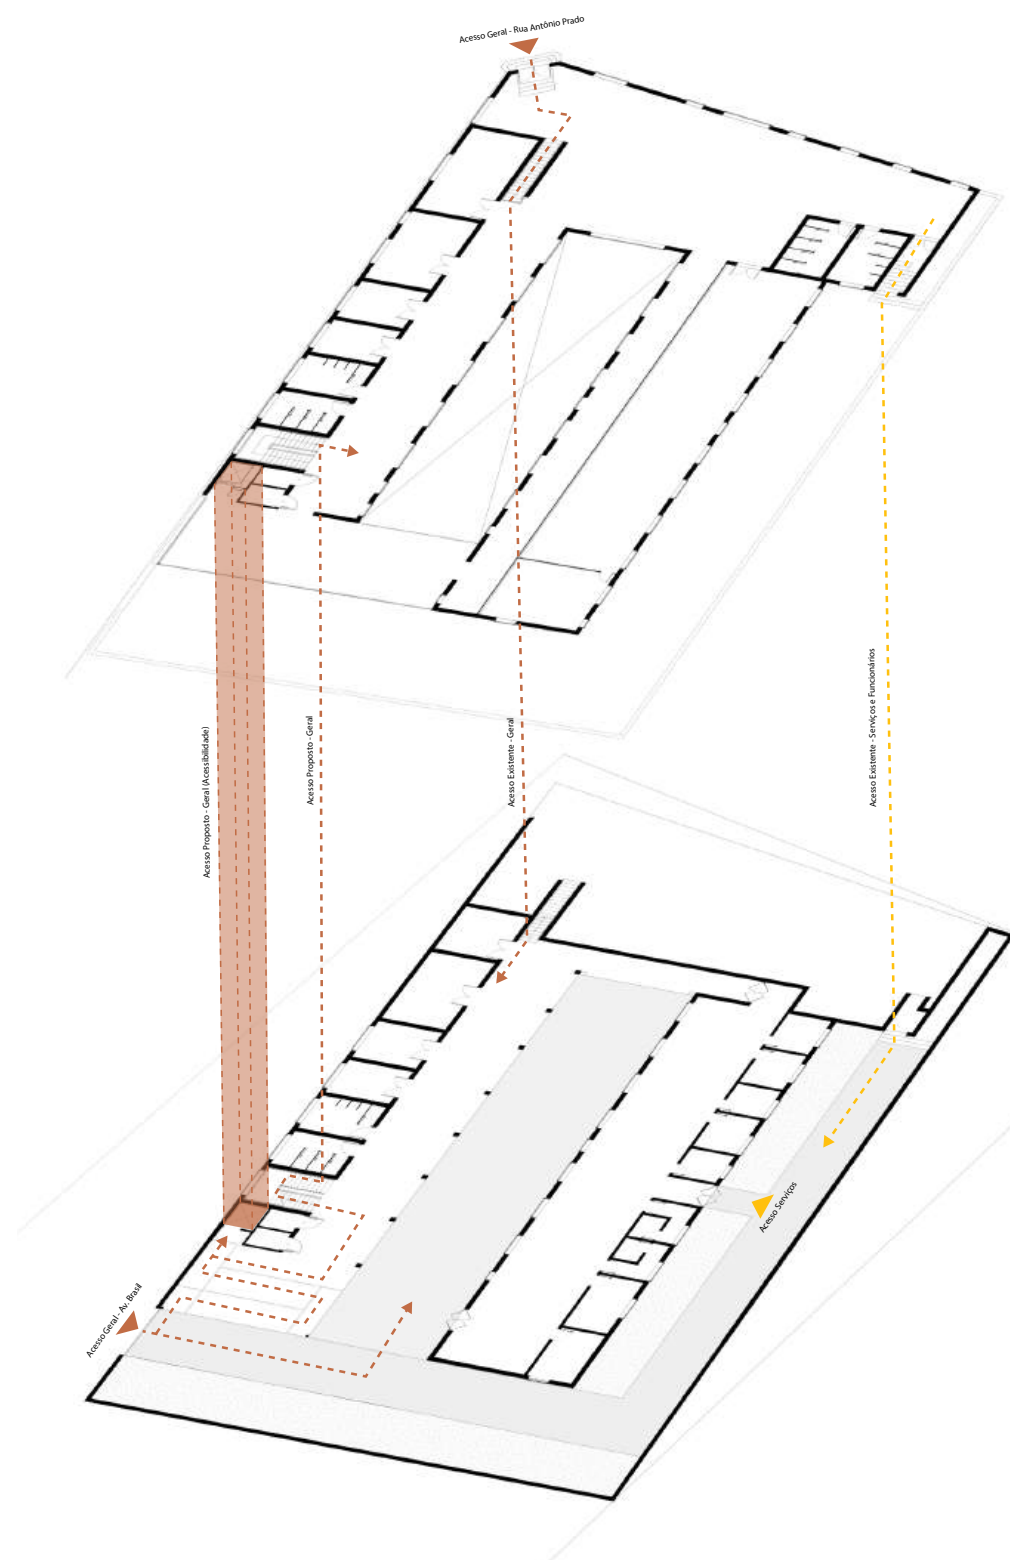 Acesso Geral - Rua Antônio Prado
Acesso Proposto - Geral (Acessibilidade)
Acesso Proposto - Geral
Acesso Existente - Geral
Acesso Existente - Serviços e Funcionários
Acesso Serviços
Acesso Geral - Av. Brasil